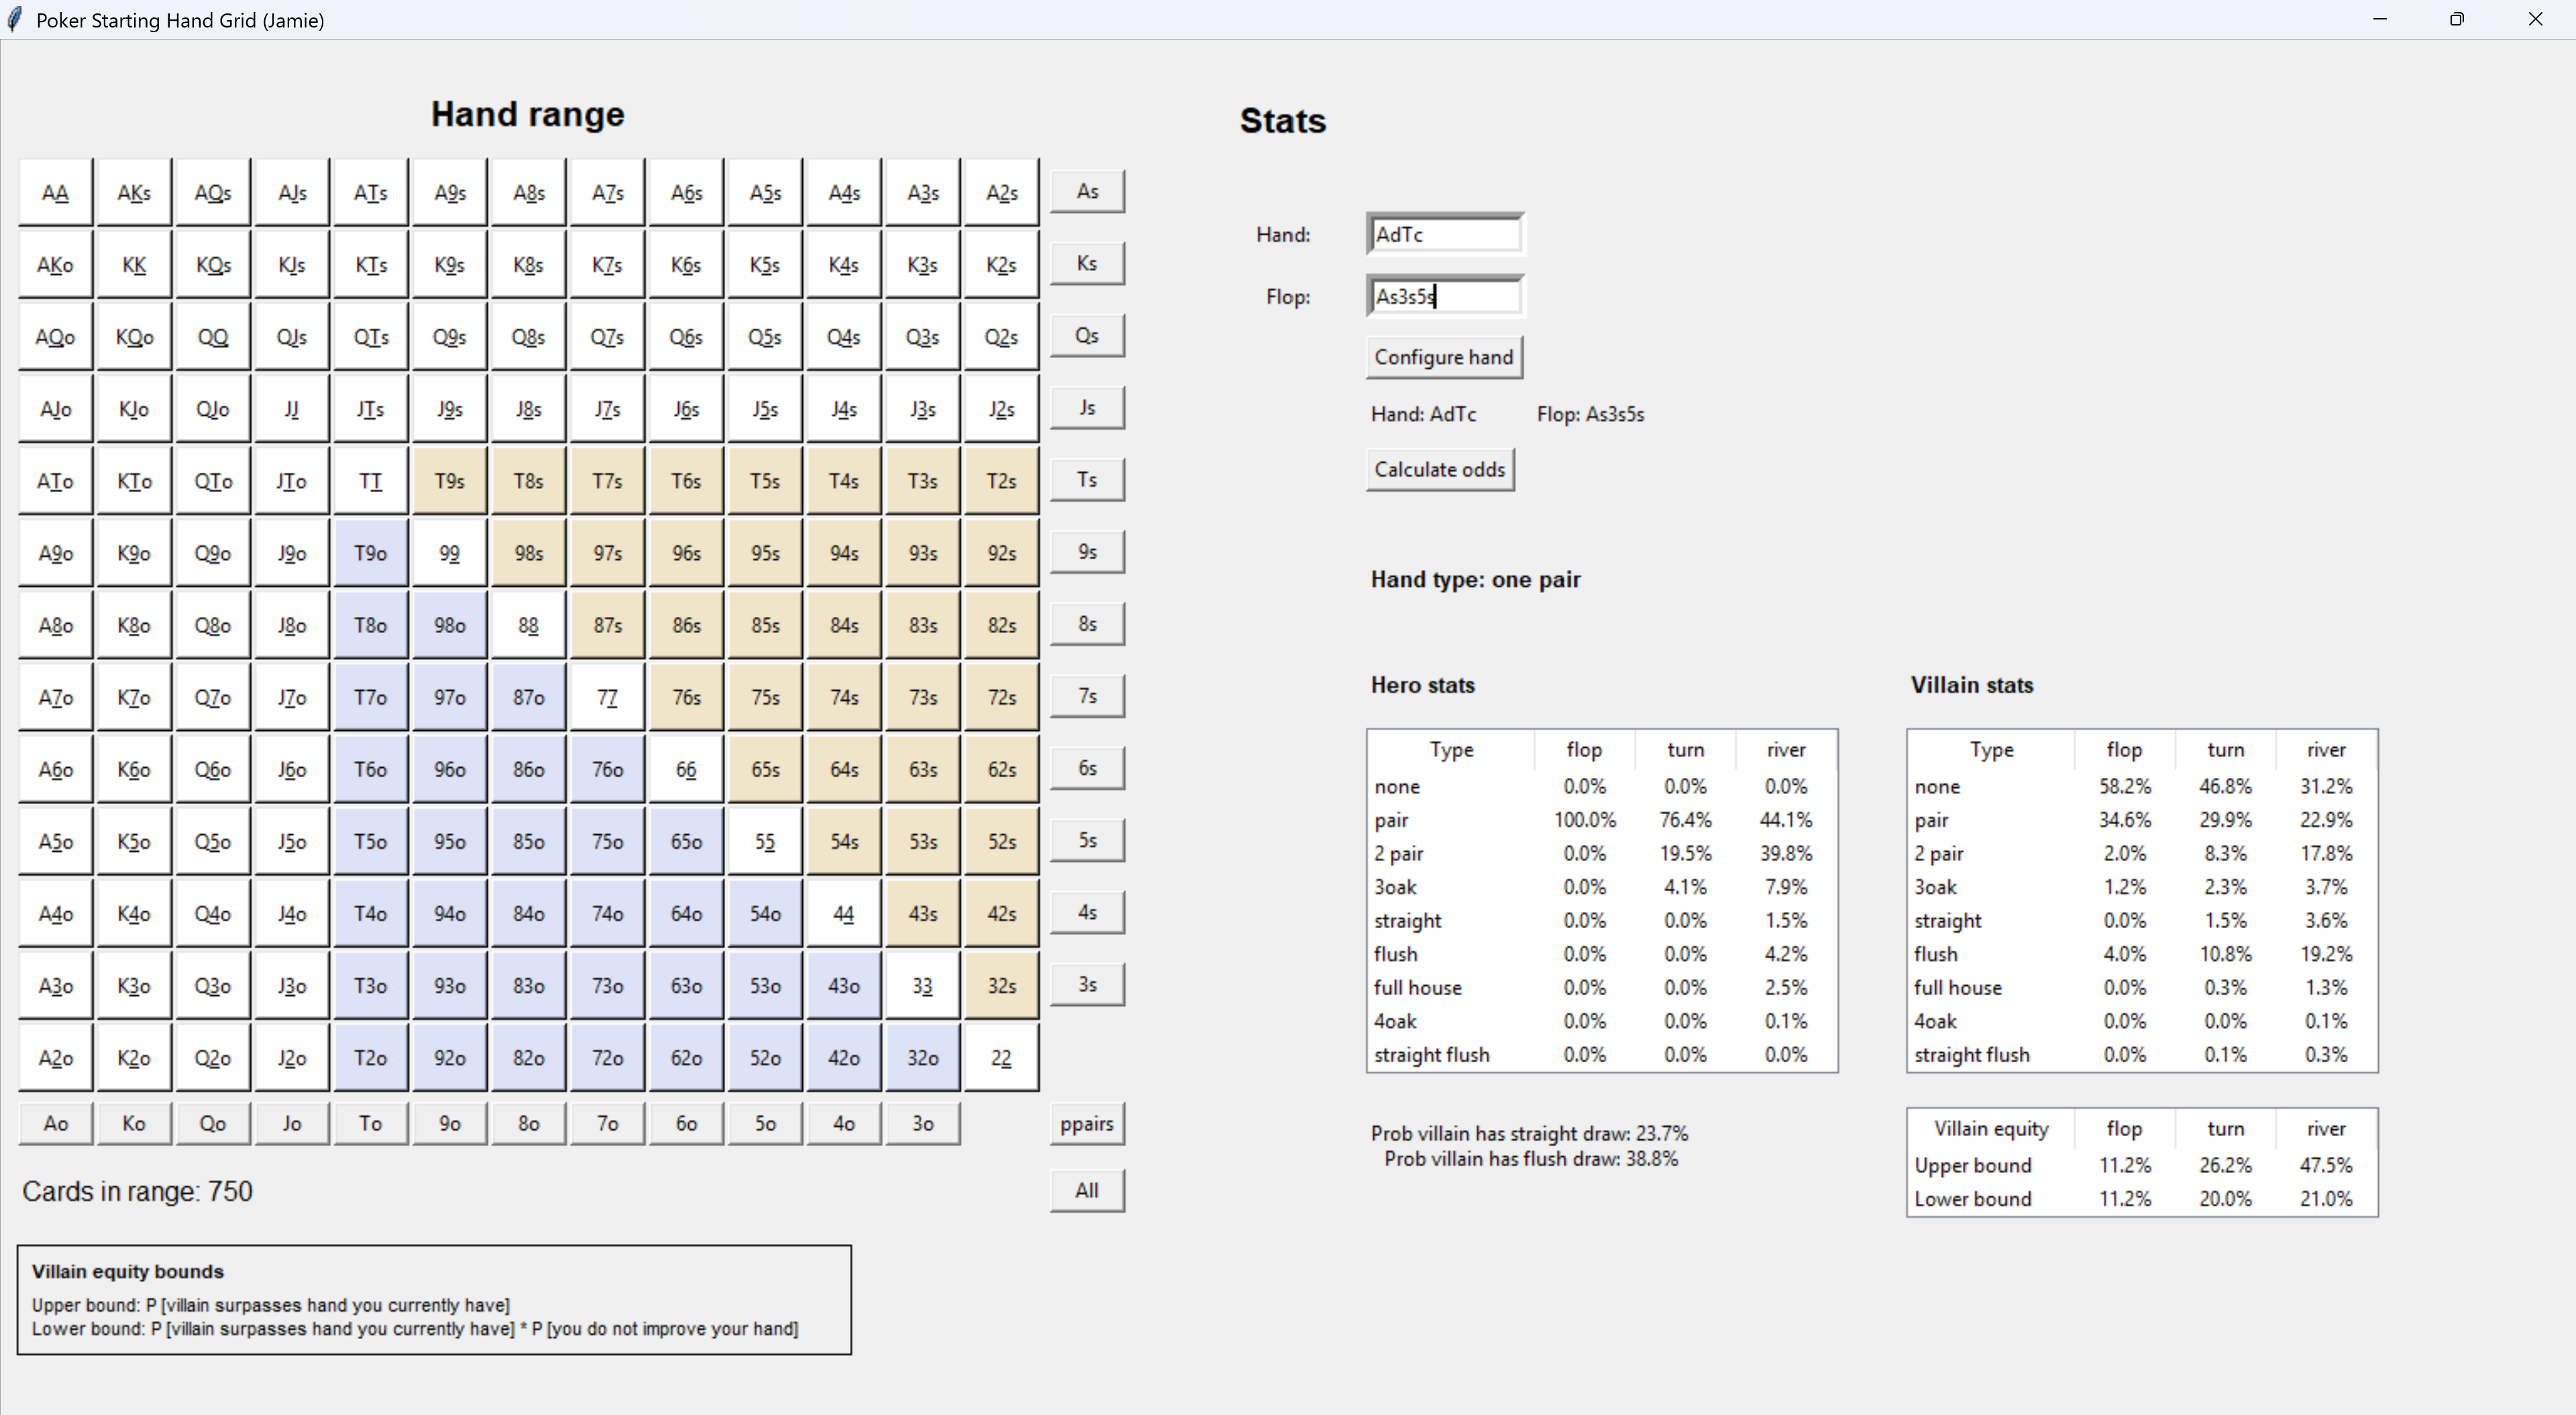 Poker Starting Hand Grid (Jamie)
Hand range
AA AKs AQs AJs ATs A9s A8s A7s A6s A5s A4s A3s A2s As
AKo KK KQs KJs KTs K9s K8s K7s K6s K5s K4s K3s K2s Ks
AQo KQo QQ QJs QTs Q9s Q8s Q7s Q6s Q5s Q4s Q3s Q2s Qs
AJo KJo QJo JJ JTs J9s J8s J7s J6s J5s J4s J3s J2s Js
ATo KTo QTo JTo TT T9s T8s T7s T6s T5s T4s T3s T2s Ts
A9o K9o Q9o J9o T9o 99 98s 97s 96s 95s 94s 93s 92s 9s
A8o K8o Q8o J8o T8o 98o 88 87s 86s 85s 84s 83s 82s 8s
A7o K7o Q7o J7o T7o 97o 87o 77 76s 75s 74s 73s 72s 7s
A6o K6o Q6o J6o T6o 96o 86o 76o 66 65s 64s 63s 62s 6s
A5o K5o Q5o J5o T5o 95o 85o 75o 65o 55 54s 53s 52s 5s
A4o K4o Q4o J4o T4o 94o 84o 74o 64o 54o 44 43s 42s 4s
A3o K3o Q3o J3o T3o 93o 83o 73o 63o 53o 43o 33 32s 3s
A2o K2o Q2o J2o T2o 92o 82o 72o 62o 52o 42o 32o 22
Ao Ko Qo Jo To 9o 8o 7o 6o 5o 4o 3o ppairs
Cards in range: 750 All
Villain equity bounds
Upper bound: P [villain surpasses hand you currently have]
Lower bound: P [villain surpasses hand you currently have] * P [you do not improve your hand]
Stats
Hand: AdTc
Flop: As3s5s
Configure hand
Hand: AdTc Flop: As3s5s
Calculate odds
Hand type: one pair
Hero stats
Type flop turn river
none 0.0% 0.0% 0.0%
pair 100.0% 76.4% 44.1%
2 pair 0.0% 19.5% 39.8%
3oak 0.0% 4.1% 7.9%
straight 0.0% 0.0% 1.5%
flush 0.0% 0.0% 4.2%
full house 0.0% 0.0% 2.5%
4oak 0.0% 0.0% 0.1%
straight flush 0.0% 0.0% 0.0%
Prob villain has straight draw: 23.7%
Prob villain has flush draw: 38.8%
Villain stats
Type flop turn river
none 58.2% 46.8% 31.2%
pair 34.6% 29.9% 22.9%
2 pair 2.0% 8.3% 17.8%
3oak 1.2% 2.3% 3.7%
straight 0.0% 1.5% 3.6%
flush 4.0% 10.8% 19.2%
full house 0.0% 0.3% 1.3%
4oak 0.0% 0.0% 0.1%
straight flush 0.0% 0.1% 0.3%
Villain equity flop turn river
Upper bound 11.2% 26.2% 47.5%
Lower bound 11.2% 20.0% 21.0%